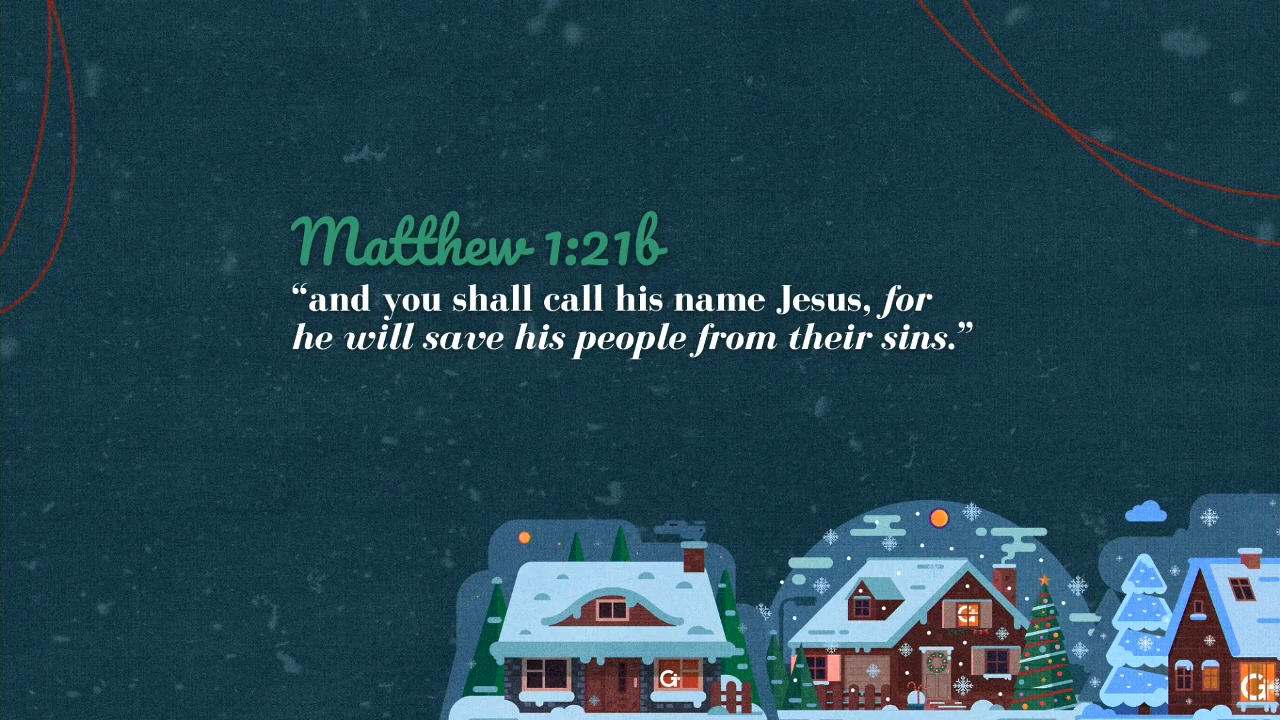 Matthew 1:21b
“and you shall call his name Jesus, for
he will save his people from their sins.”